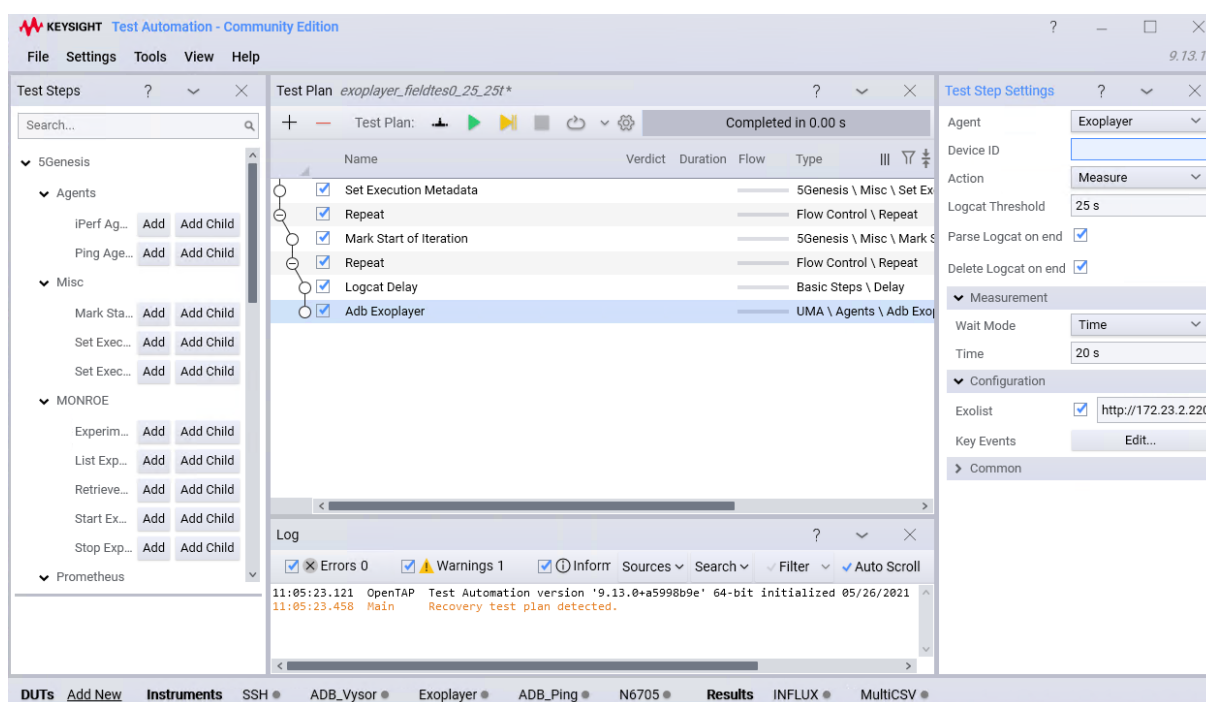 KEYSIGHT Test Automation - Community Edition ?
File Settings Tools View Help 9.13.1
Test Steps ?
Search...
5Genesis
Agents
iPerf Ag... Add Add Child
Ping Age... Add Add Child
Misc
Mark Sta... Add Add Child
Set Exec... Add Add Child
Set Exec... Add Add Child
MONROE
Experim... Add Add Child
List Exp... Add Add Child
Retrieve... Add Add Child
Start Ex... Add Add Child
Stop Exp... Add Add Child
Prometheus
Test Plan exoplayer_fieldtes0_25_25t* ?
Test Plan: Completed in 0.00 s
Name Verdict Duration Flow Type
Set Execution Metadata 5Genesis \ Misc \ Set Ex
Repeat Flow Control \ Repeat
Mark Start of Iteration 5Genesis \ Misc \ Mark S
Repeat Flow Control \ Repeat
Logcat Delay Basic Steps \ Delay
Adb Exoplayer UMA \ Agents \ Adb Exop
Log ?
Errors 0 Warnings 1 Inform Sources Search Filter Auto Scroll
11:05:23.121 OpenTAP Test Automation version '9.13.0+a5998b9e' 64-bit initialized 05/26/2021
11:05:23.458 Main Recovery test plan detected.
Test Step Settings ?
Agent Exoplayer
Device ID
Action Measure
Logcat Threshold 25 s
Parse Logcat on end
Delete Logcat on end
Measurement
Wait Mode Time
Time 20 s
Configuration
Exolist http://172.23.2.220
Key Events Edit...
Common
DUTs Add New Instruments SSH ADB_Vysor Exoplayer ADB_Ping N6705 Results INFLUX MultiCSV